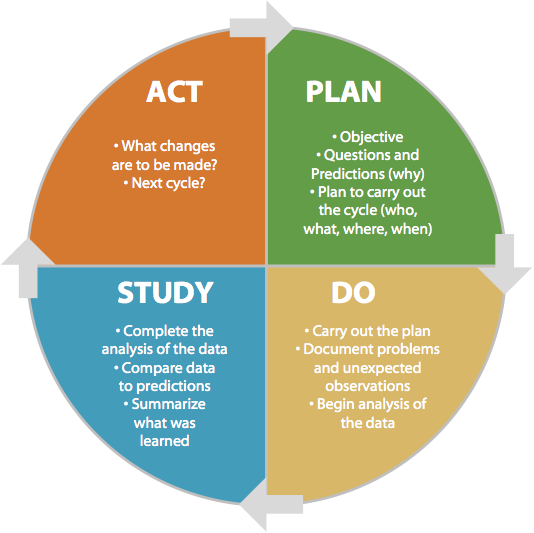 ACT
• What changes
are to be made?
• Next cycle?
PLAN
• Objective
• Questions and
Predictions (why)
• Plan to carry out
the cycle (who,
what, where, when)
STUDY
• Complete the
analysis of the data
• Compare data
to predictions
• Summarize
what was
learned
DO
• Carry out the plan
• Document problems
and unexpected
observations
• Begin analysis of
the data